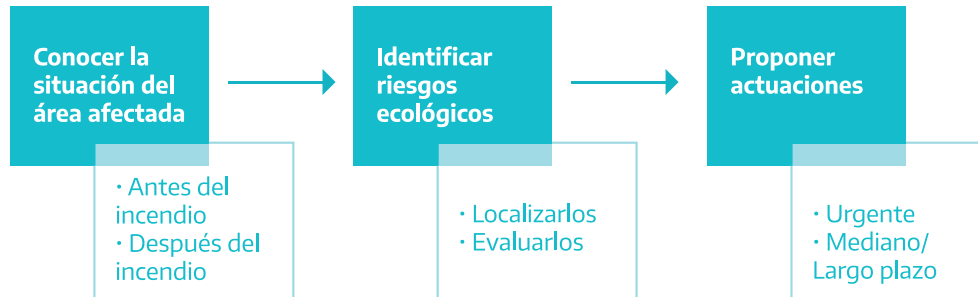 Conocer la
situación del
área afectada
· Antes del
incendio
· Después del
incendio
Identificar
riesgos
ecológicos
· Localizarlos
· Evaluarlos
Proponer
actuaciones
· Urgente
· Mediano/
Largo plazo